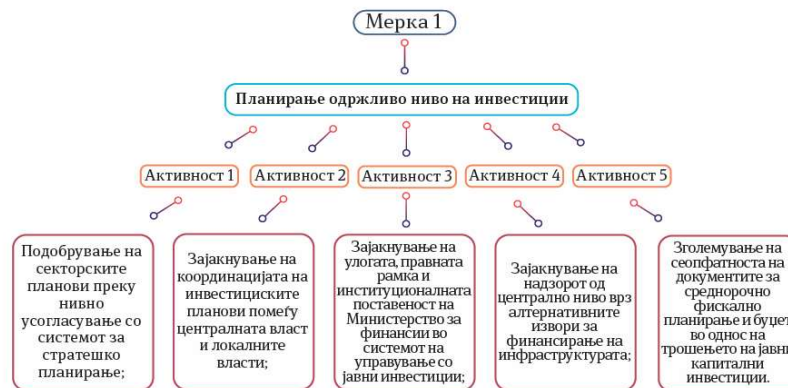 Мерка 1
Планирање одржливо ниво на инвестиции
Активност 1
Активност 2
Активност 3
Активност 4
Активност 5
Подобрување на
секторските
планови преку
нивно
усогласување со
системот за
стратешко
планирање;
Зајакнување на
координацијата на
инвестициските
планови помеѓу
централната власт
и локалните
власти;
Зајакнување на
улогата, правната
рамка и
институционалната
поставеност на
Министерство за
финансии во
системот на
управување со
јавни инвестиции;
Зајакнување на
надзорот од
централно ниво врз
алтернативните
извори за
финансирање на
инфраструктурата;
Зголемување на
сеопфатноста на
документите за
среднорочно
фискално
планирање и буџет
во однос на
трошењето на јавни
капитални
инвестиции.